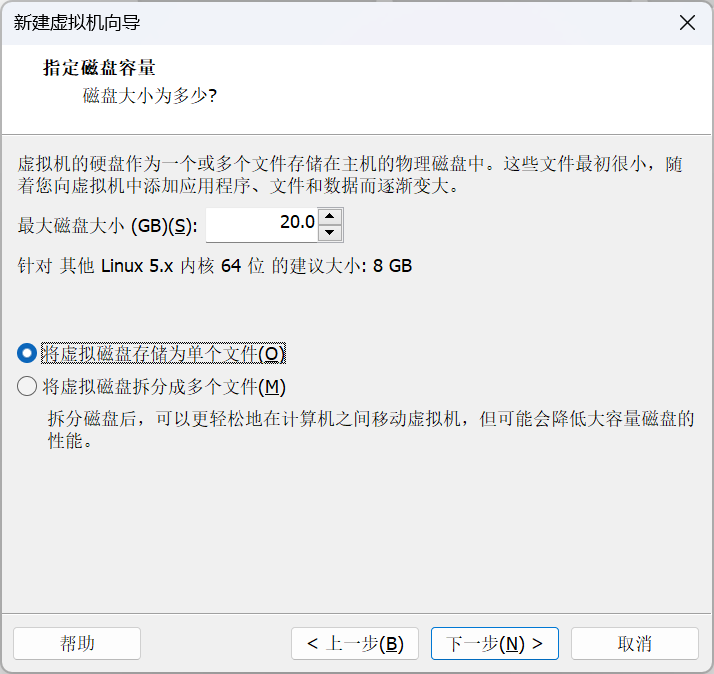 新建虚拟机向导
指定磁盘容量
磁盘大小为多少?
虚拟机的硬盘作为一个或多个文件存储在主机的物理磁盘中。这些文件最初很小，随
着您向虚拟机中添加应用程序、文件和数据而逐渐变大。
最大磁盘大小 (GB)(S): 20.0
针对 其他 Linux 5.x 内核 64 位 的建议大小: 8 GB
将虚拟磁盘存储为单个文件(O)
将虚拟磁盘拆分成多个文件(M)
拆分磁盘后，可以更轻松地在计算机之间移动虚拟机，但可能会降低大容量磁盘的
性能。
帮助 < 上一步(B) 下一步(N) > 取消